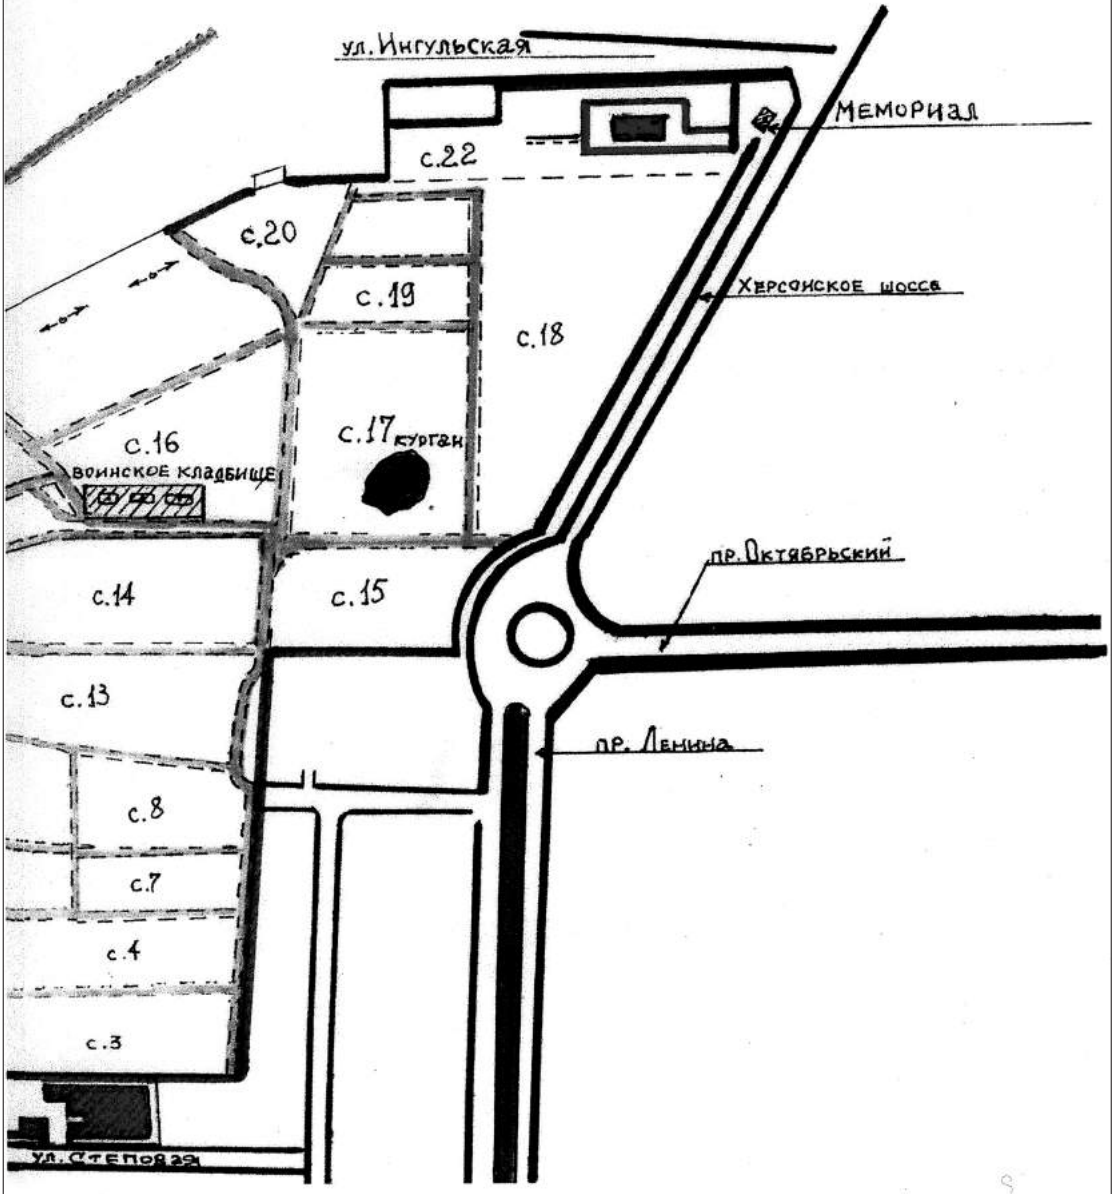 ул. Ингульская
Мемориал
с.22
с.20
Херсонское шоссе
с.19
с.18
с.17 курган
с.16
воинское кладбище
пр. Октябрьский
с.14
с.15
с.13
пр. Ленина
с.8
с.7
с.4
с.3
ул. Степовая